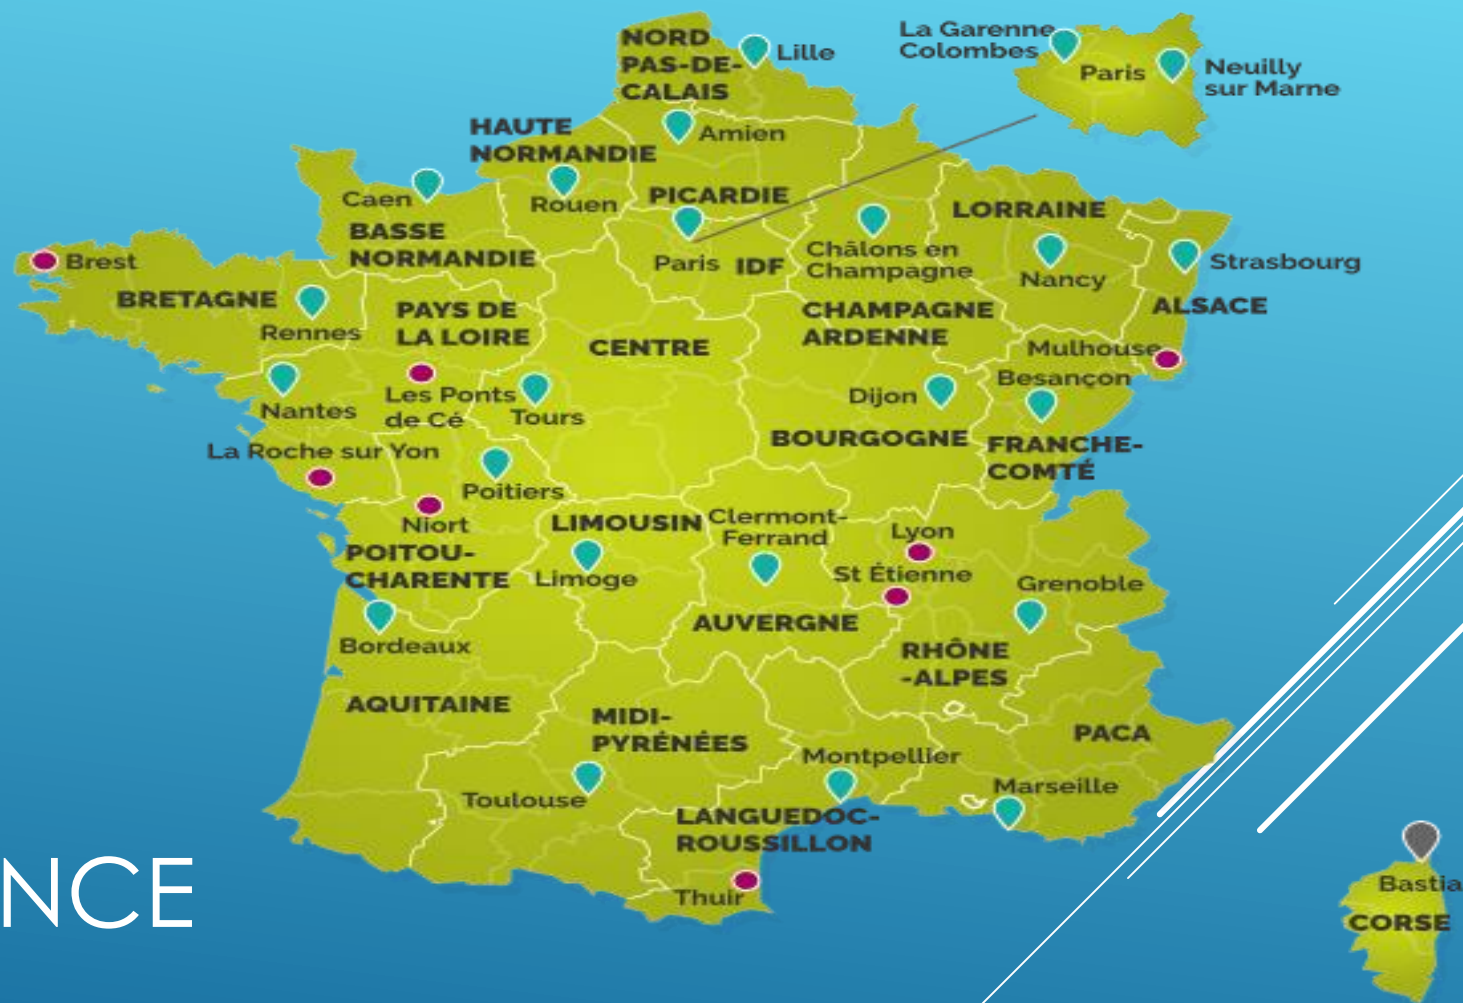 NORD
PAS-DE-
CALAIS
Lille
La Garenne
Colombes
Paris
Neuilly
sur Marne
Amien
HAUTE
NORMANDIE
Caen
Rouen
PICARDIE
LORRAINE
BASSE
NORMANDIE
Paris IDF
Châlons en
Champagne
Nancy
Strasbourg
Brest
BRETAGNE
Rennes
PAYS DE
LA LOIRE
CENTRE
CHAMPAGNE
ARDENNE
ALSACE
Mulhouse
Besançon
Nantes
Les Ponts
de Cé
Tours
Dijon
BOURGOGNE
FRANCHE-
COMTÉ
La Roche sur Yon
Poitiers
Niort
LIMOUSIN
Clermont-
Ferrand
Lyon
POITOU-
CHARENTE
Limoge
St Étienne
Grenoble
Bordeaux
AUVERGNE
RHÔNE
-ALPES
AQUITAINE
MIDI-
PYRÉNÉES
PACA
Montpellier
Marseille
Toulouse
LANGUEDOC-
ROUSSILLON
Thuir
NCE
Bastia
CORSE